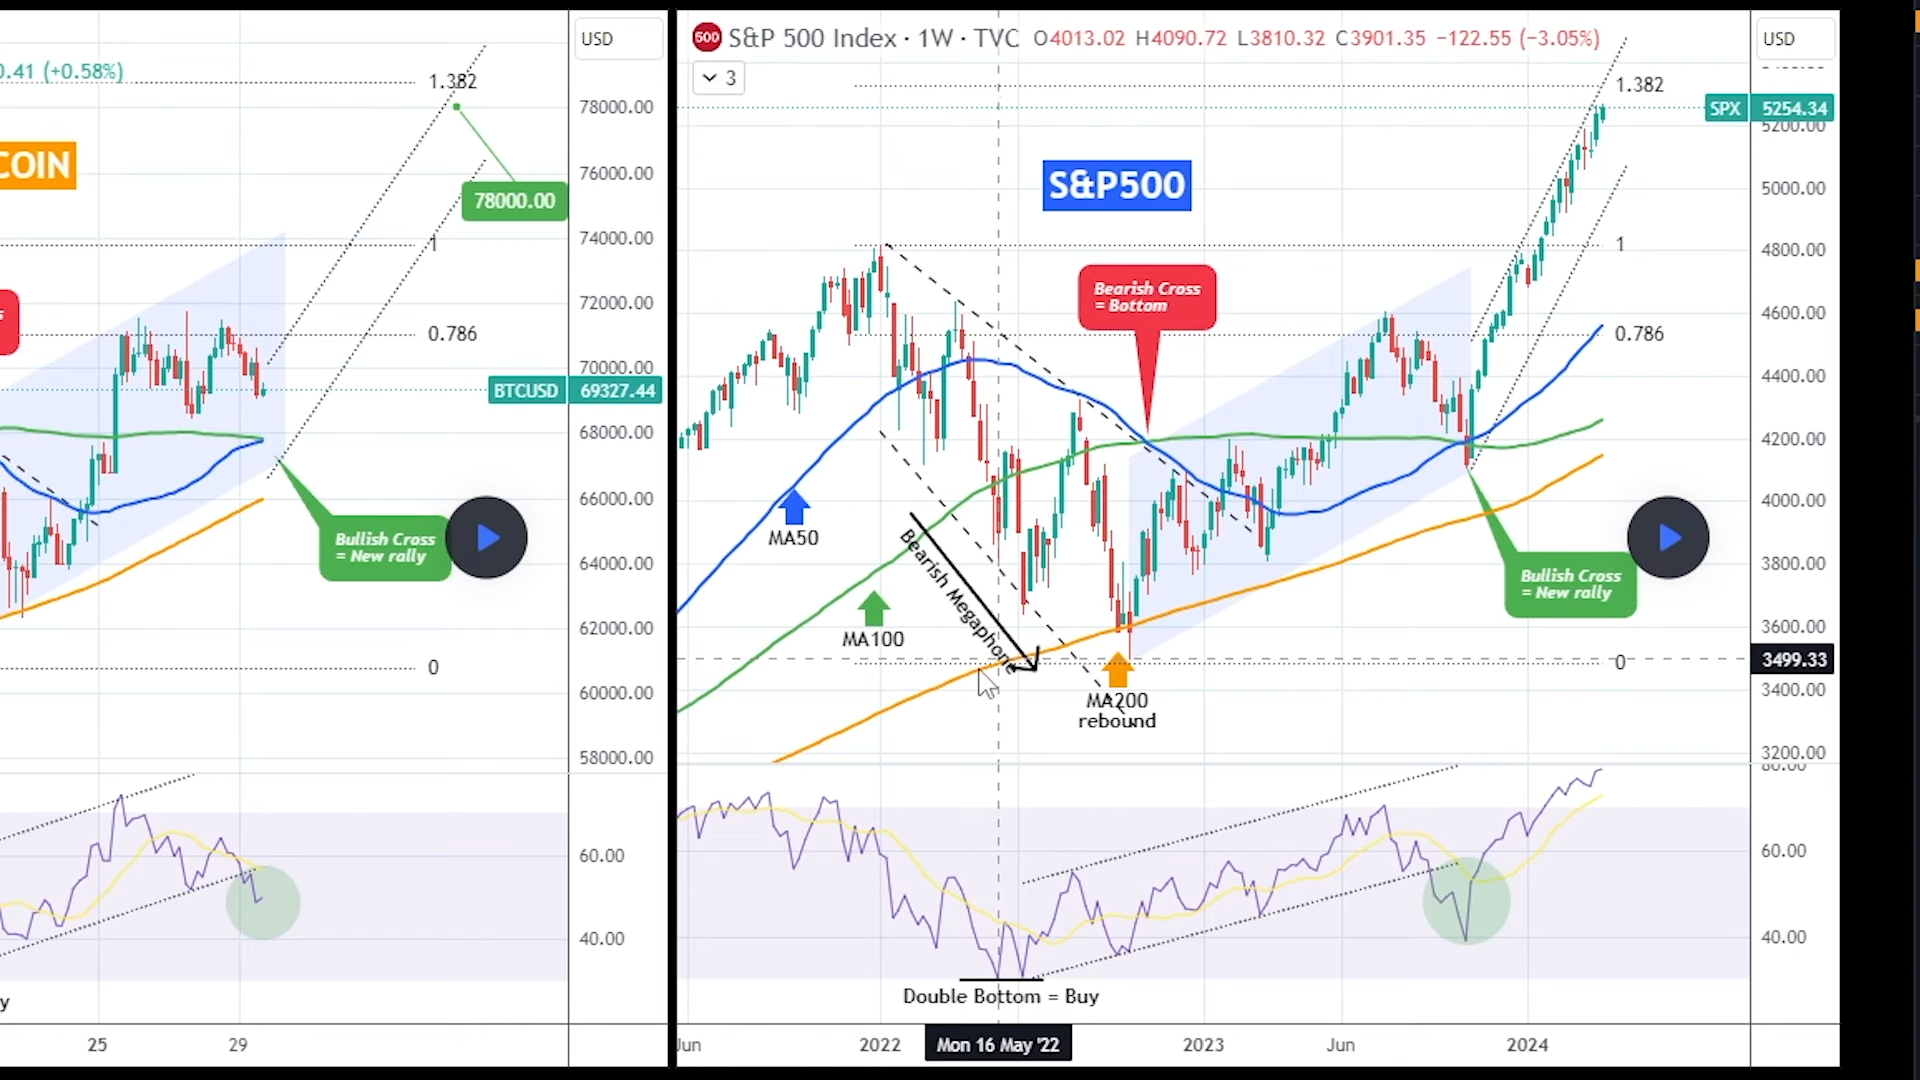 0.41 (+0.58%)
USD
1.382
78000.00
76000.00
COIN
78000.00
74000.00
1
72000.00
0.786
70000.00
BTCUSD 69327.44
68000.00
66000.00
Bullish Cross
= New rally
64000.00
62000.00
0
60000.00
58000.00
60.00
40.00
y
25 29
500 S&P 500 Index · 1W · TVC O4013.02 H4090.72 L3810.32 C3901.35 −122.55 (−3.05%)
USD
3
1.382
SPX 5254.34
5200.00
S&P500
5000.00
1
4800.00
Bearish Cross
= Bottom
4600.00
0.786
4400.00
4200.00
4000.00
MA50
Bearish Megaphone
3800.00
Bullish Cross
= New rally
MA100
3600.00
0
3499.33
3400.00
MA200
rebound
3200.00
80.00
60.00
40.00
Double Bottom = Buy
Jun 2022 Mon 16 May '22 2023 Jun 2024